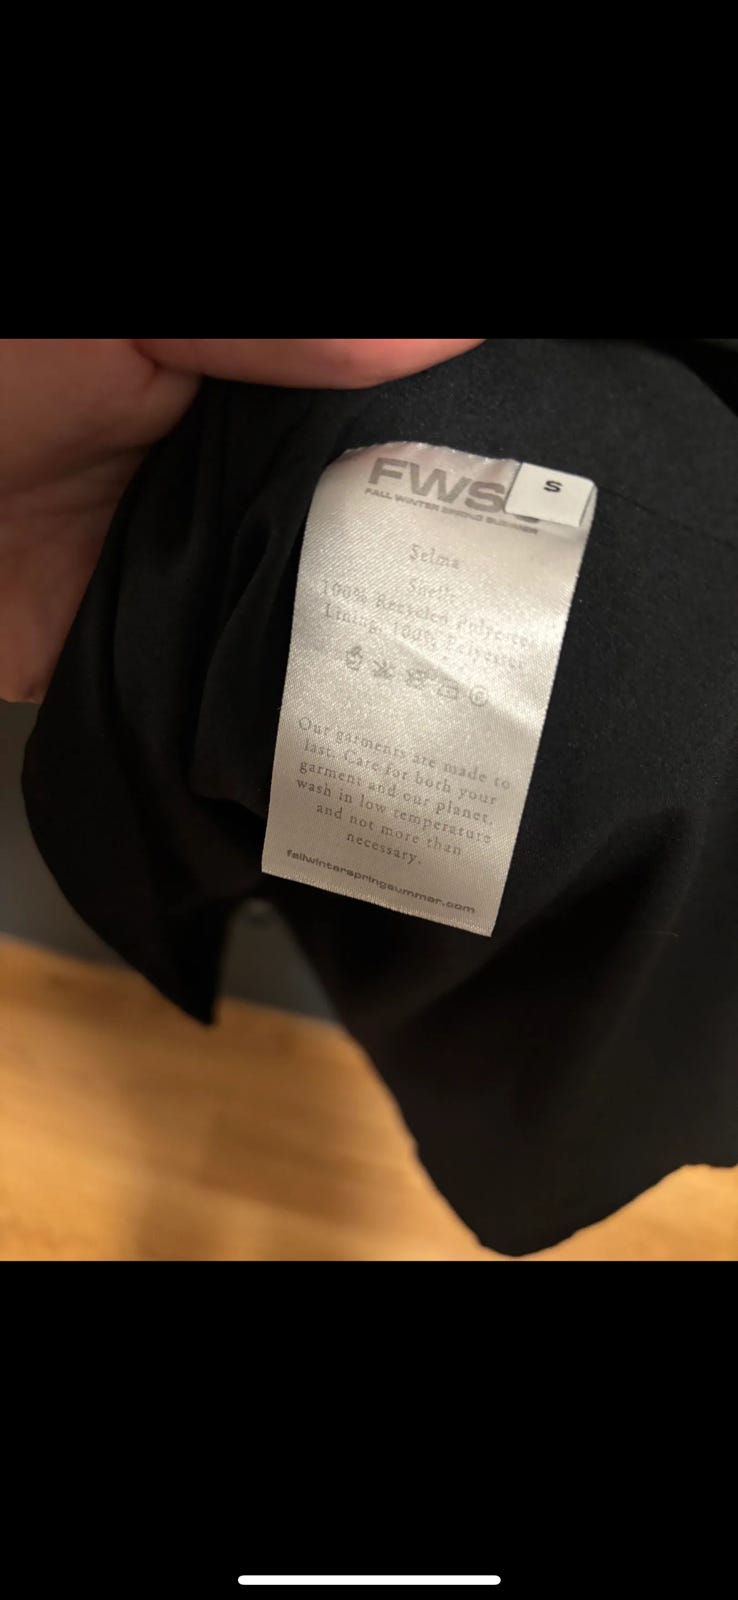 FWSS
S
FALL WINTER SPRING SUMMER
Selma
Shell:
100% Recycled Polyester
Lining: 100% Polyester
Our garments are made to
last. Care for both your
garment and our planet,
wash in low temperature
and not more than
necessary.
fallwinterspringsummer.com